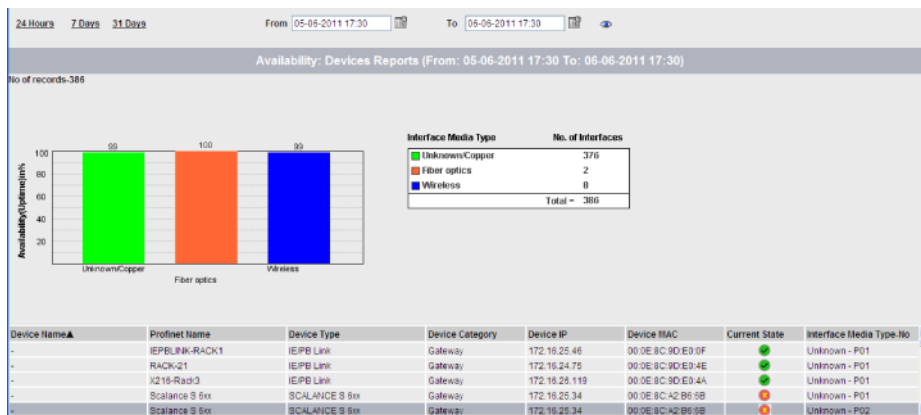 24 Hours 7 Days 31 Days From 05-06-2011 17:30 To 06-06-2011 17:30
Availability: Devices Reports (From: 05-06-2011 17:30 To: 06-06-2011 17:30)
No of records-386
Interface Media Type No. of Interfaces
Unknown/Copper 376
Fiber optics 2
Wireless 8
Total = 386
Availability(Uptime)in%
99 100 99
100
80
60
40
20
Unknown/Copper Fiber optics Wireless
Device Name▲ Profinet Name Device Type Device Category Device IP Device MAC Current State Interface Media Type-No
- IEPBLINK-RACK1 IE/PB Link Gateway 172.16.25.46 00:0E:8C:9D:E0:0F Unknown - P01
- RACK-21 IE/PB Link Gateway 172.16.24.75 00:0E:8C:9D:E0:4E Unknown - P01
- X216-Rack3 IE/PB Link Gateway 172.16.26.119 00:0E:8C:9D:E0:4A Unknown - P01
- Scalance S 6xx SCALANCE S 6xx Gateway 172.16.25.34 00:0E:8C:A2:B6:6B Unknown - P01
- Scalance S 6xx SCALANCE S 6xx Gateway 172.16.25.34 00:0E:8C:A2:B6:6B Unknown - P02